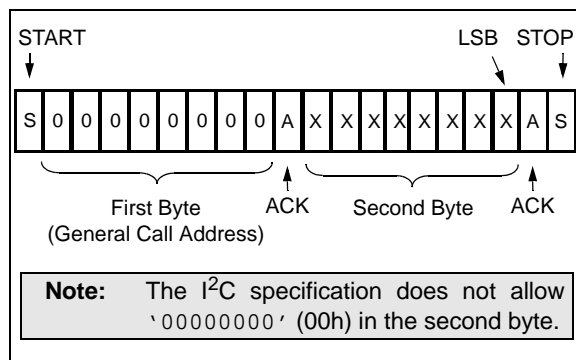 START LSB STOP
S 0 0 0 0 0 0 0 0 A X X X X X X X X A S
First Byte ACK Second Byte ACK
(General Call Address)
Note: The I2C specification does not allow
‘00000000’ (00h) in the second byte.